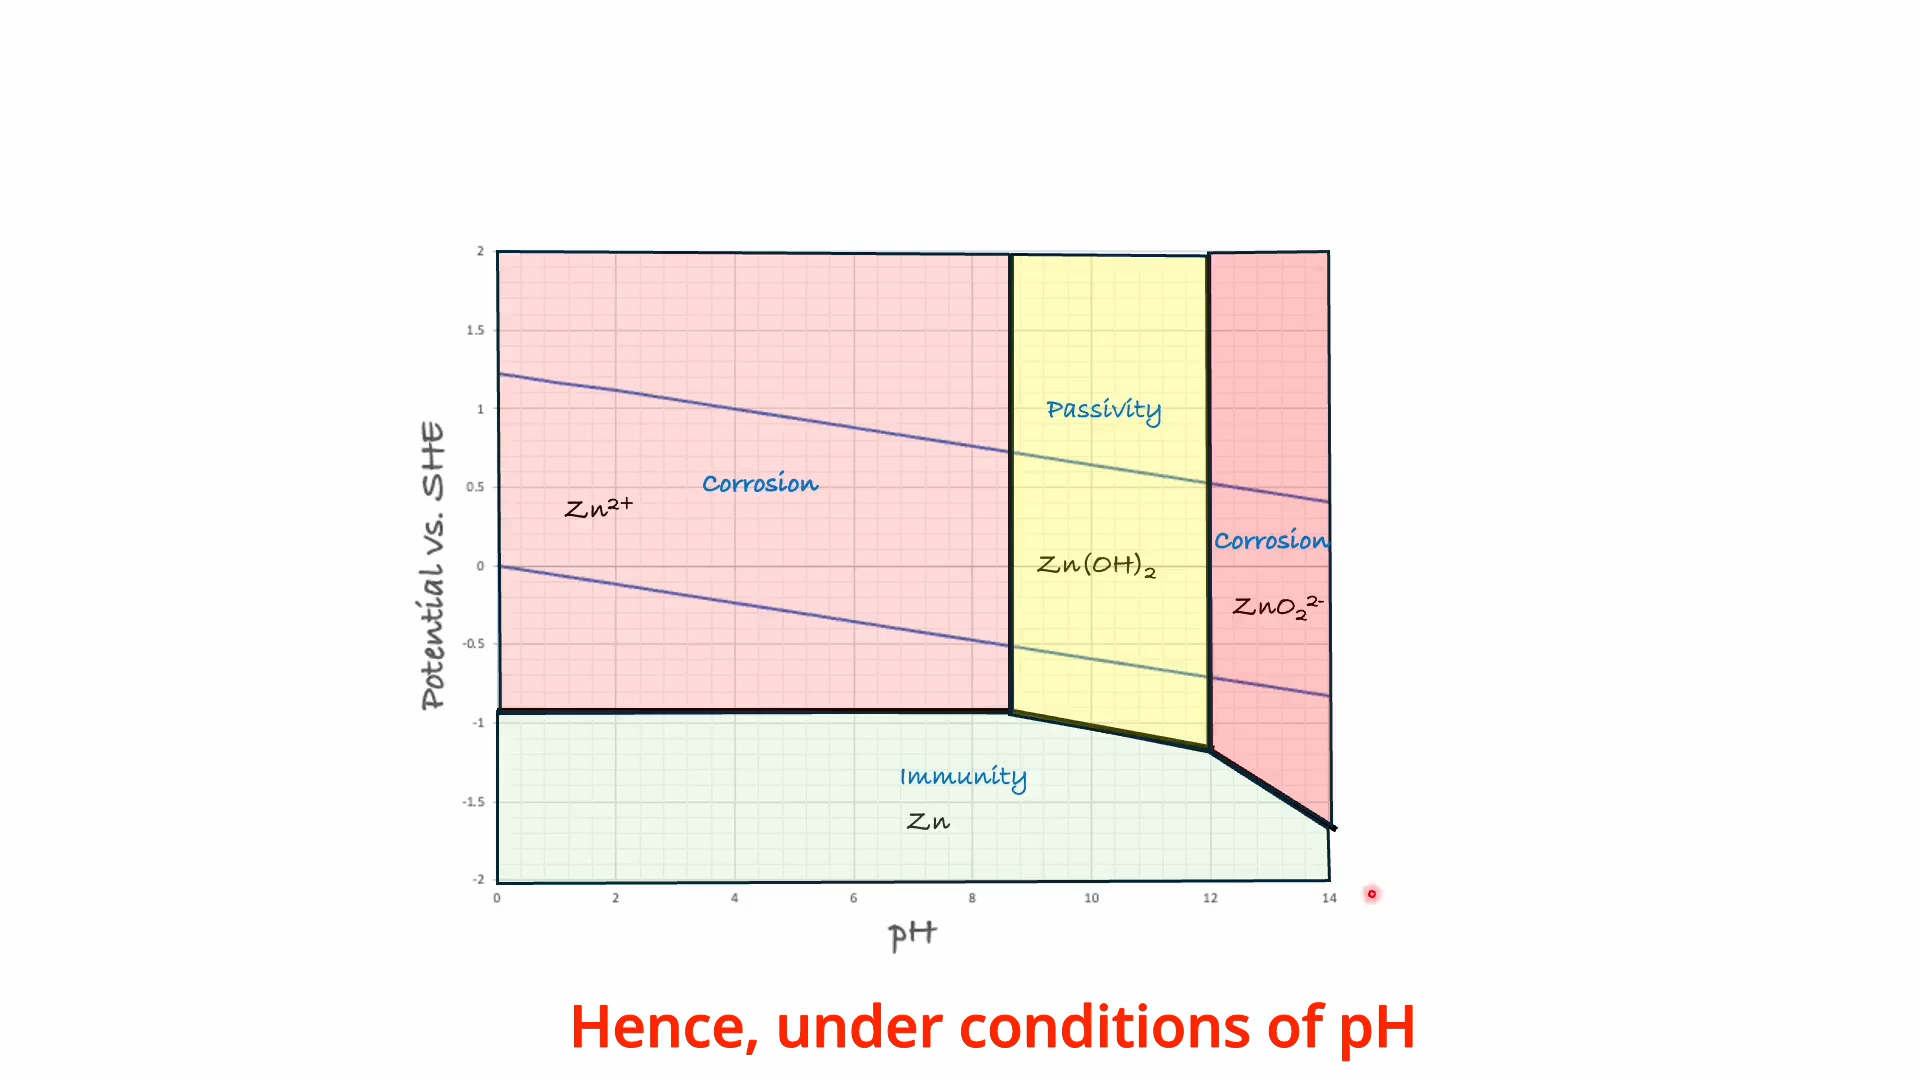 2
1.5
1
0.5
0
-0.5
-1
-1.5
-2
Potential vs. SHE
Passivity
Corrosion
Zn²⁺
Corrosion
Zn(OH)₂
ZnO₂²⁻
Immunity
Zn
0 2 4 6 8 10 12 14
pH
Hence, under conditions of pH